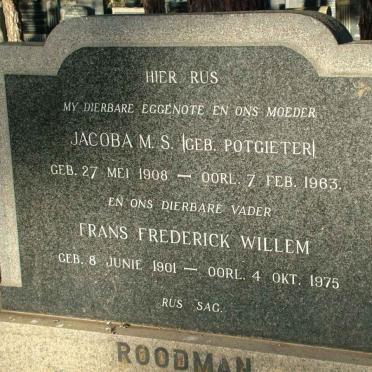 HIER RUS
MY DIERBARE EGGENOTE EN ONS MOEDER
JACOBA M. S. (GEB. POTGIETER)
GEB. 27 MEI 1908 — OORL. 7 FEB. 1963.
EN ONS DIERBARE VADER
FRANS FREDERICK WILLEM
GEB. 8 JUNIE 1901 — OORL. 4 OKT. 1975
RUS SAG.
ROODMAN